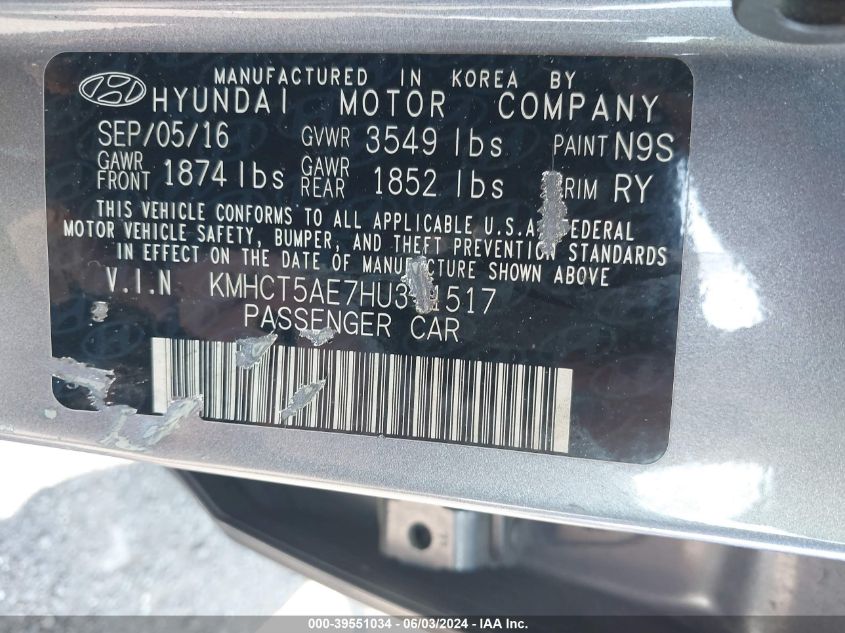 MANUFACTURED IN KOREA BY
HYUNDAI MOTOR COMPANY
SEP/05/16 GVWR 3549 lbs PAINT N9S
GAWR FRONT 1874 lbs GAWR REAR 1852 lbs RIM RY
THIS VEHICLE CONFORMS TO ALL APPLICABLE U.S.A FEDERAL
MOTOR VEHICLE SAFETY, BUMPER, AND THEFT PREVENTION STANDARDS
IN EFFECT ON THE DATE OF MANUFACTURE SHOWN ABOVE
V.I.N
PASSENGER CAR
000-39551034 - 06/03/2024 - IAA Inc.